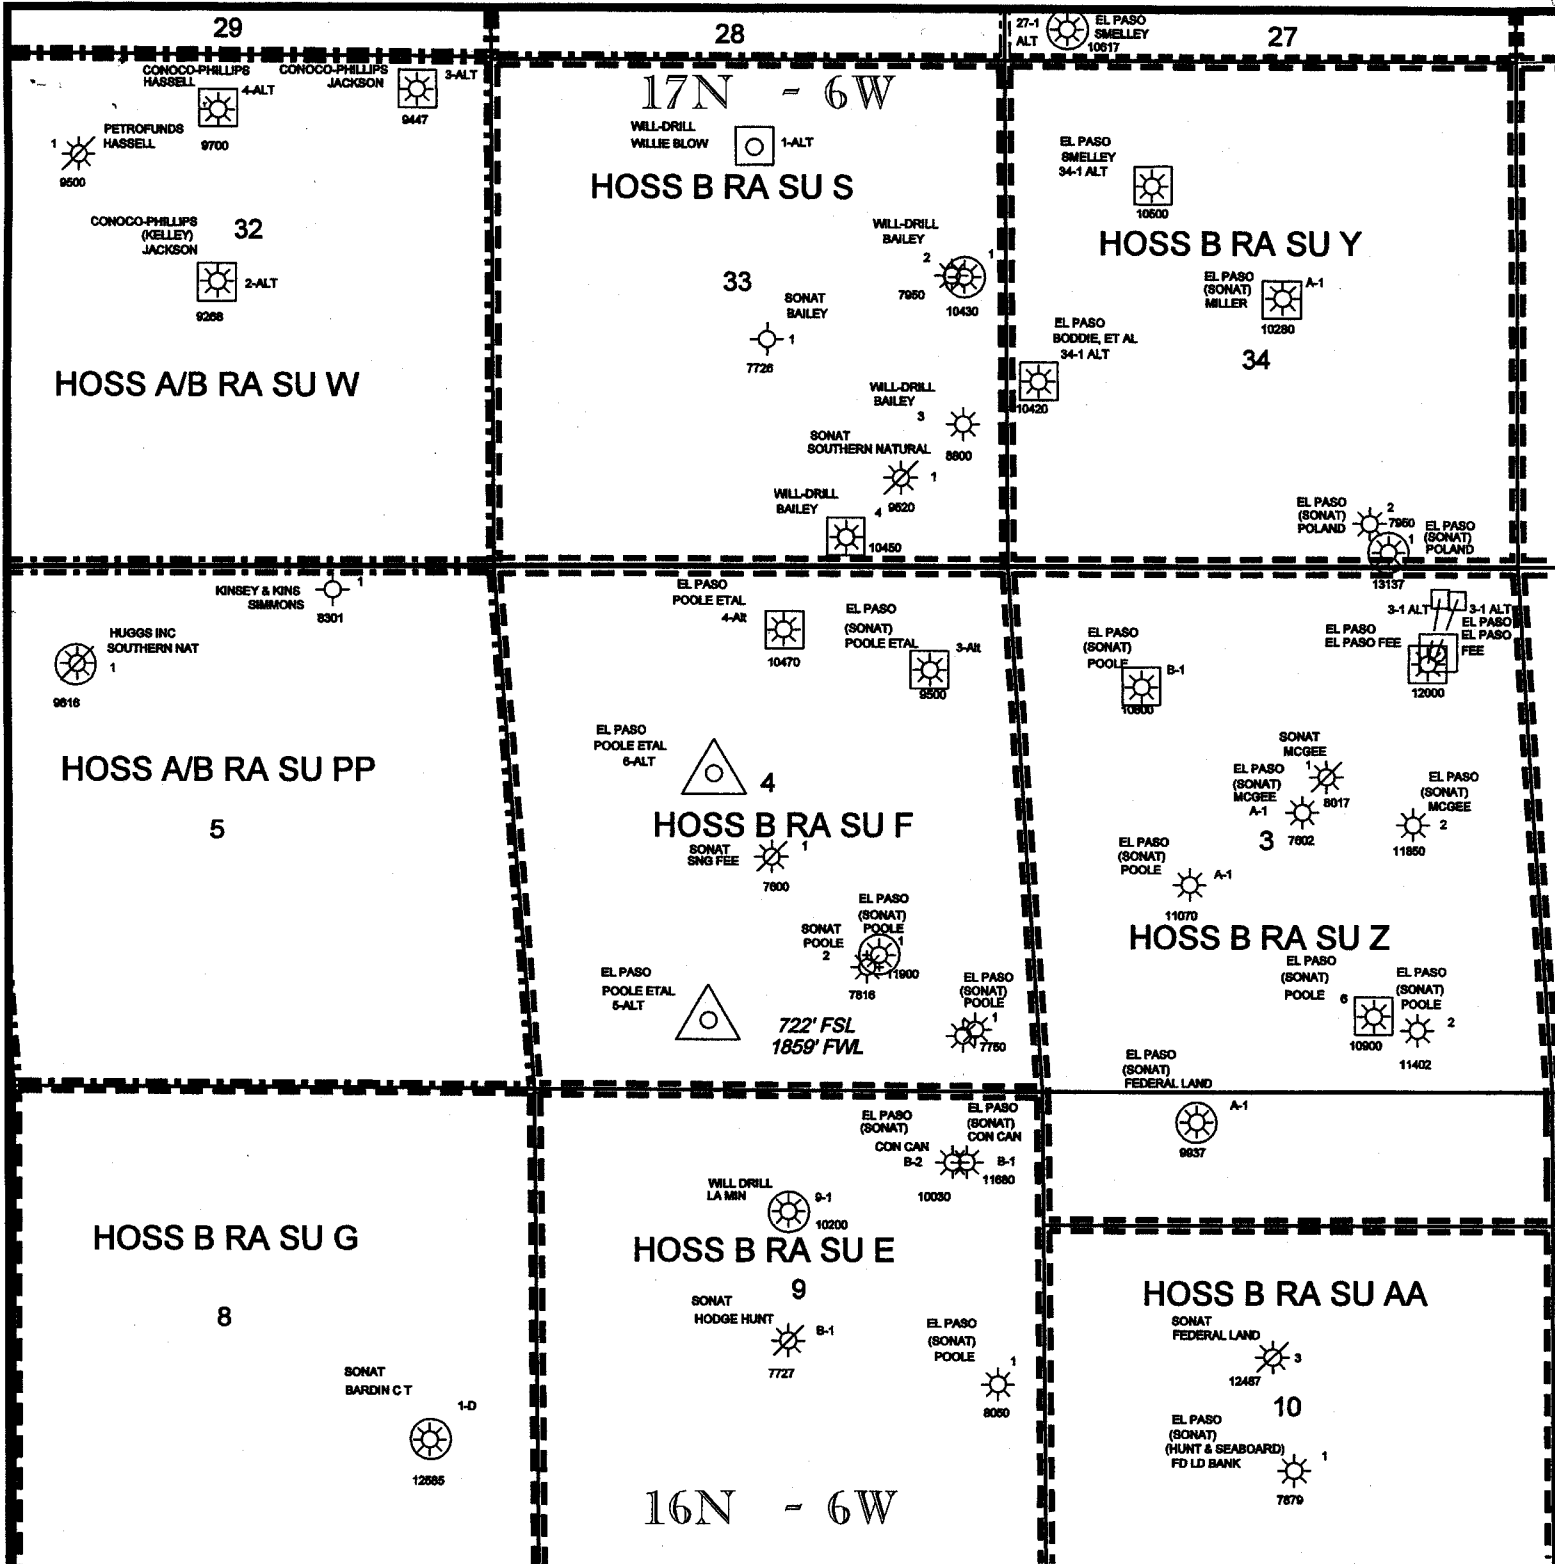 29
28
27
27-1
ALT
EL PASO
SMELLEY
10617
17N - 6W
CONOCO-PHILLIPS
HASSELL
4-ALT
9700
CONOCO-PHILLIPS
JACKSON
3-ALT
9447
PETROFUNDS
HASSELL
1
9500
CONOCO-PHILLIPS
(KELLEY)
JACKSON
32
2-ALT
9268
HOSS A/B RA SU W
WILL-DRILL
WILLIE BLOW
1-ALT
HOSS B RA SU S
WILL-DRILL
BAILEY
2
1
7950
10430
33
SONAT
BAILEY
1
7726
WILL-DRILL
BAILEY
3
8800
SONAT
SOUTHERN NATURAL
1
9520
WILL-DRILL
BAILEY
4
10450
EL PASO
SMELLEY
34-1 ALT
10500
HOSS B RA SU Y
EL PASO
(SONAT)
MILLER
A-1
10280
34
EL PASO
BODDIE, ET AL
34-1 ALT
10420
EL PASO
(SONAT)
POLAND
2
7950
EL PASO
(SONAT)
POLAND
1
13137
KINSEY & KINS
SIMMONS
1
8301
HUGGS INC
SOUTHERN NAT
1
9816
HOSS A/B RA SU PP
5
EL PASO
POOLE ETAL
4-Alt
10470
EL PASO
(SONAT)
POOLE ETAL
3-Alt
9500
EL PASO
POOLE ETAL
6-ALT
4
HOSS B RA SU F
SONAT
SNG FEE
1
7600
EL PASO
(SONAT)
POOLE
1
11900
SONAT
POOLE
2
7816
EL PASO
POOLE ETAL
5-ALT
722' FSL
1859' FWL
EL PASO
(SONAT)
POOLE
1
7750
3-1 ALT
3-1 ALT
EL PASO
EL PASO
FEE
EL PASO
EL PASO FEE
12000
EL PASO
(SONAT)
POOLE
B-1
10800
SONAT
MCGEE
1
8017
EL PASO
(SONAT)
MCGEE
A-1
7602
EL PASO
(SONAT)
MCGEE
2
11850
3
EL PASO
(SONAT)
POOLE
A-1
11070
HOSS B RA SU Z
EL PASO
(SONAT)
POOLE
6
10900
EL PASO
(SONAT)
POOLE
2
11402
EL PASO
(SONAT)
FEDERAL LAND
A-1
9937
HOSS B RA SU G
8
SONAT
BARDIN C T
1-D
12585
EL PASO
(SONAT)
CON CAN
B-2
10030
EL PASO
(SONAT)
CON CAN
B-1
11680
WILL DRILL
LA MIN
9-1
10200
HOSS B RA SU E
9
SONAT
HODGE HUNT
B-1
7727
EL PASO
(SONAT)
POOLE
1
8050
HOSS B RA SU AA
SONAT
FEDERAL LAND
3
12487
10
EL PASO
(SONAT)
(HUNT & SEABOARD)
FD LD BANK
1
7879
16N - 6W